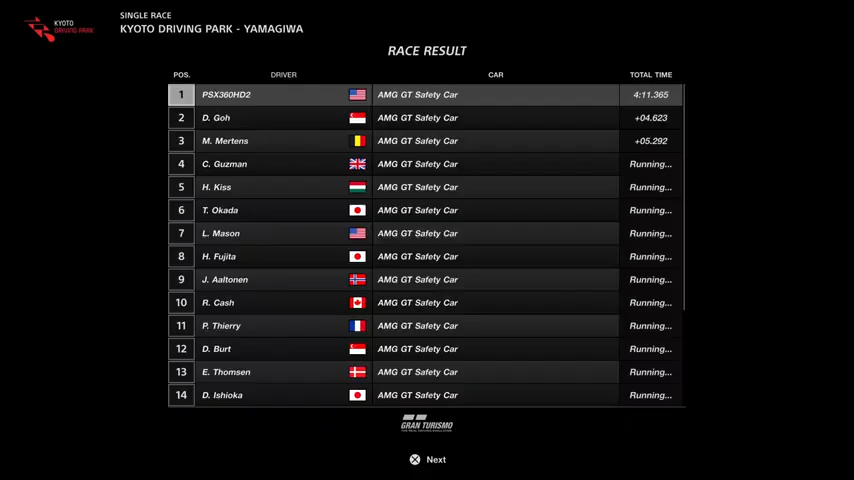 SINGLE RACE
KYOTO DRIVING PARK
KYOTO DRIVING PARK - YAMAGIWA
RACE RESULT
POS. DRIVER CAR TOTAL TIME
1 PSX360HD2 AMG GT Safety Car 4:11.365
2 D. Goh AMG GT Safety Car +04.623
3 M. Mertens AMG GT Safety Car +05.292
4 C. Guzman AMG GT Safety Car Running...
5 H. Kiss AMG GT Safety Car Running...
6 T. Okada AMG GT Safety Car Running...
7 L. Mason AMG GT Safety Car Running...
8 H. Fujita AMG GT Safety Car Running...
9 J. Aaltonen AMG GT Safety Car Running...
10 R. Cash AMG GT Safety Car Running...
11 P. Thierry AMG GT Safety Car Running...
12 D. Burt AMG GT Safety Car Running...
13 E. Thomsen AMG GT Safety Car Running...
14 D. Ishioka AMG GT Safety Car Running...
GRAN TURISMO
THE REAL DRIVING SIMULATOR
Next